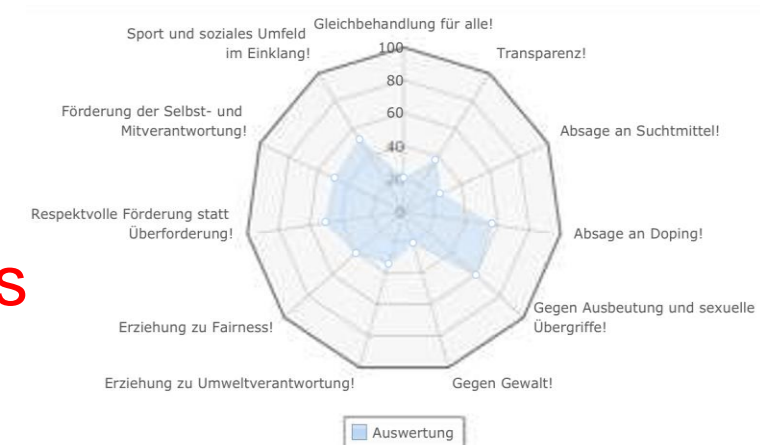 Gleichbehandlung für alle!
Sport und soziales Umfeld
im Einklang!
Transparenz!
100
80
60
40
20
0
Förderung der Selbst- und
Mitverantwortung!
Absage an Suchtmittel!
Respektvolle Förderung statt
Überforderung!
Absage an Doping!
s
Gegen Ausbeutung und sexuelle
Übergriffe!
Erziehung zu Fairness!
Erziehung zu Umweltverantwortung!
Gegen Gewalt!
Auswertung